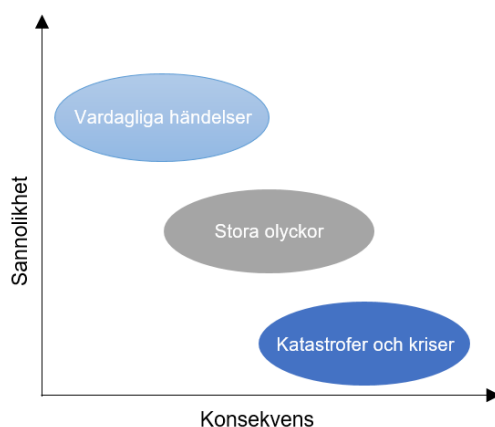 Vardagliga händelser
Stora olyckor
Katastrofer och kriser
Sannolikhet
Konsekvens